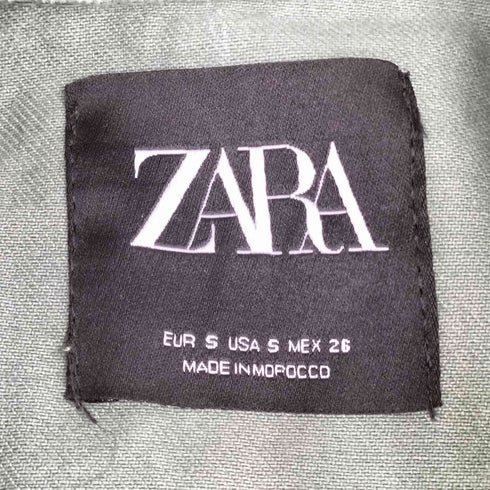 ZARA
EUR S USA S MEX 26
MADE IN MOROCCO